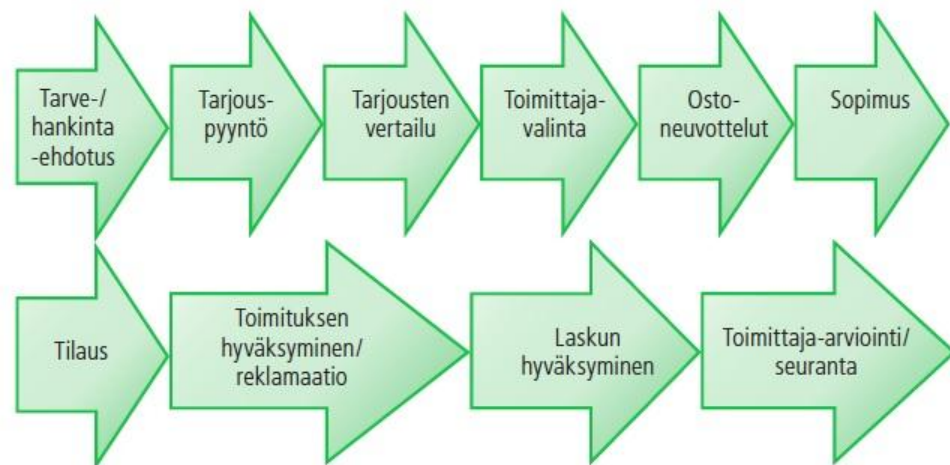 Tarve-/
hankinta
-ehdotus
Tarjous-
pyyntö
Tarjousten
vertailu
Toimittaja-
valinta
Osto-
neuvottelut
Sopimus
Tilaus
Toimituksen
hyväksyminen/
reklamaatio
Laskun
hyväksyminen
Toimittaja-arviointi/
seuranta